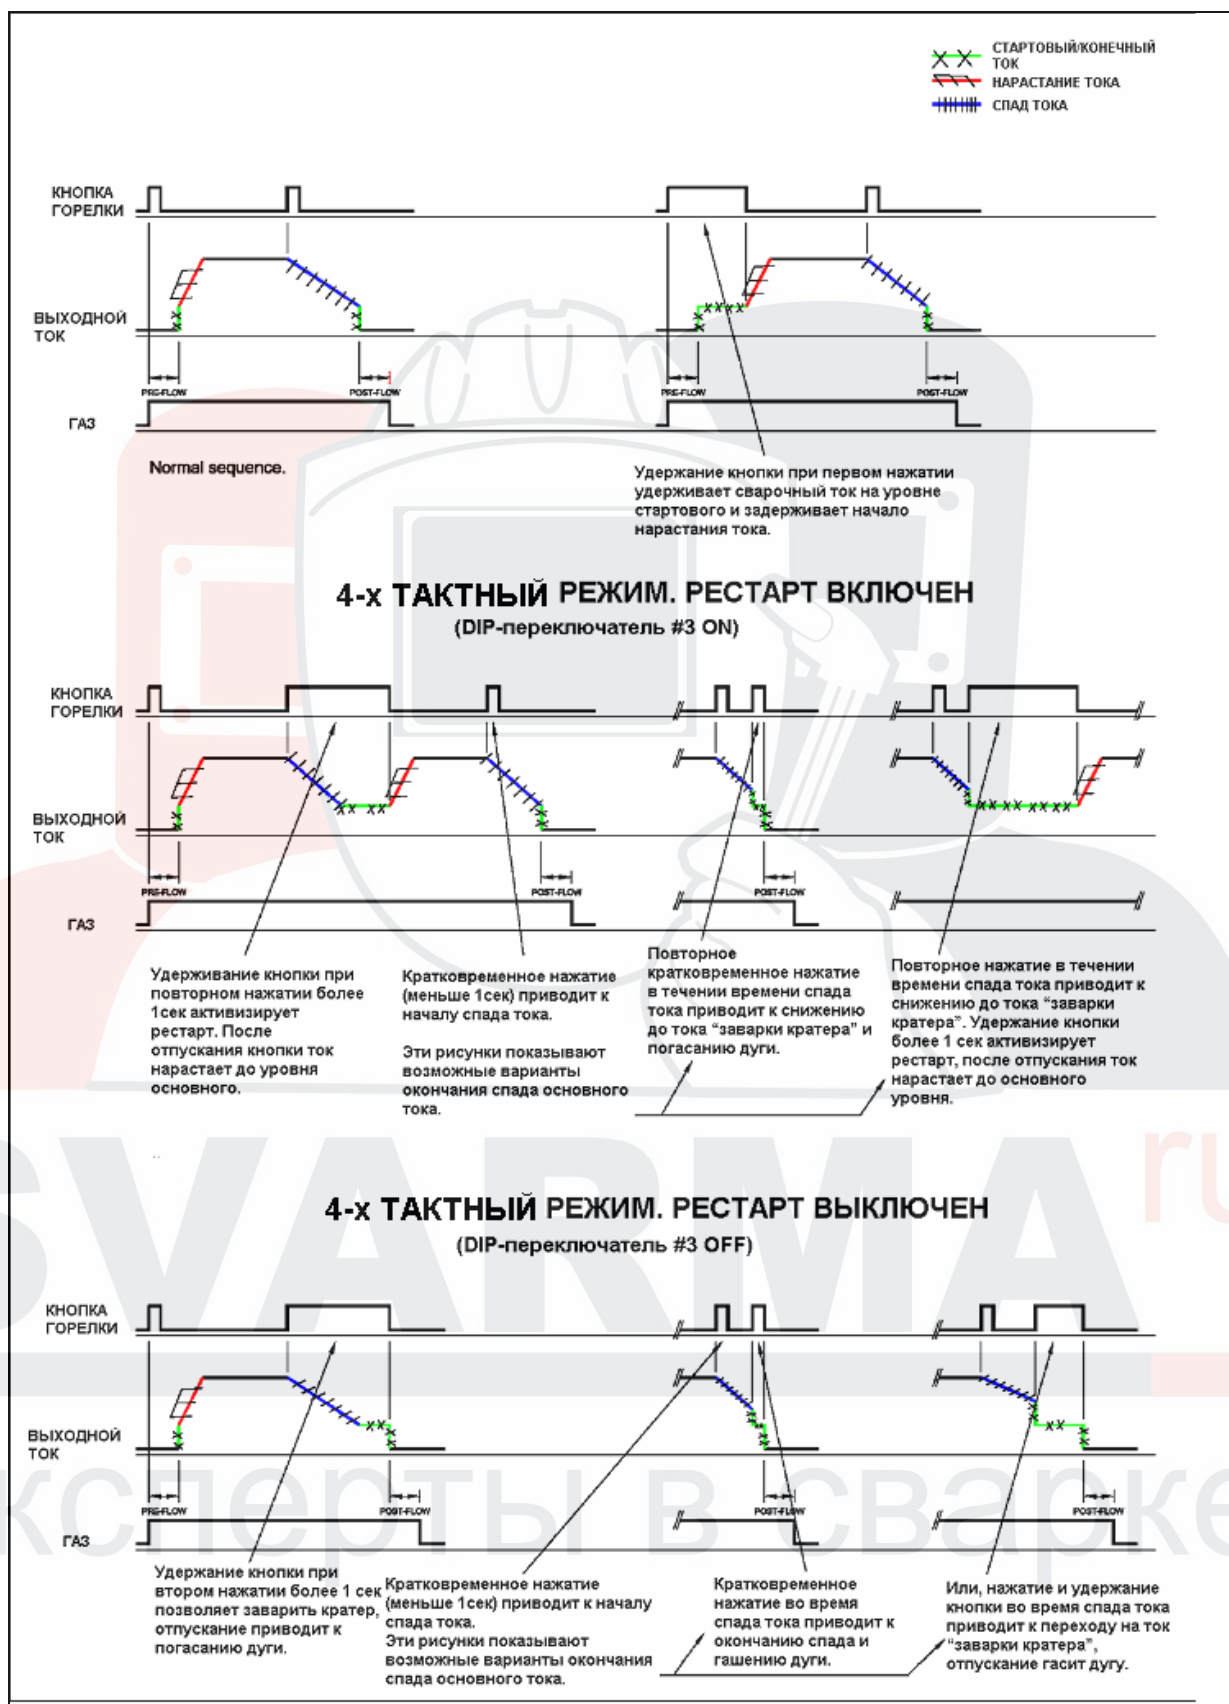 СТАРТОВЫЙ/КОНЕЧНЫЙ
ТОК
НАРАСТАНИЕ ТОКА
СПАД ТОКА
КНОПКА
ГОРЕЛКИ
ВЫХОДНОЙ
ТОК
PRE-FLOW
POST-FLOW
PRE-FLOW
POST-FLOW
ГАЗ
Normal sequence.
Удержание кнопки при первом нажатии
удерживает сварочный ток на уровне
стартового и задерживает начало
нарастания тока.
4-х ТАКТНЫЙ РЕЖИМ. РЕСТАРТ ВКЛЮЧЕН
(DIP-переключатель #3 ON)
КНОПКА
ГОРЕЛКИ
ВЫХОДНОЙ
ТОК
PRE-FLOW
POST-FLOW
POST-FLOW
ГАЗ
Удерживание кнопки при
повторном нажатии более
1сек активизирует
рестарт. После
отпускания кнопки ток
нарастает до уровня
основного.
Кратковременное нажатие
(меньше 1сек) приводит к
началу спада тока.
Эти рисунки показывают
возможные варианты
окончания спада основного
тока.
Повторное
кратковременное нажатие
в течении времени спада
тока приводит к снижению
до тока “заварки кратера” и
погасанию дуги.
Повторное нажатие в течении
времени спада тока приводит к
снижению до тока “заварки
кратера”. Удержание кнопки
более 1 сек активизирует
рестарт, после отпускания ток
нарастает до основного
уровня.
SVARMA ru
4-х ТАКТНЫЙ РЕЖИМ. РЕСТАРТ ВЫКЛЮЧЕН
(DIP-переключатель #3 OFF)
КНОПКА
ГОРЕЛКИ
ВЫХОДНОЙ
ТОК
эксперты в сварке
PRE-FLOW
POST-FLOW
POST-FLOW
POST-FLOW
ГАЗ
Удержание кнопки при
втором нажатии более 1 сек
позволяет заварить кратер,
отпускание приводит к
погасанию дуги.
Кратковременное нажатие
(меньше 1сек) приводит к началу
спада тока.
Эти рисунки показывают
возможные варианты окончания
спада основного тока.
Кратковременное
нажатие во время
спада тока приводит к
окончанию спада и
гашению дуги.
Или, нажатие и удержание
кнопки во время спада тока
приводит к переходу на ток
“заварки кратера”,
отпускание гасит дугу.